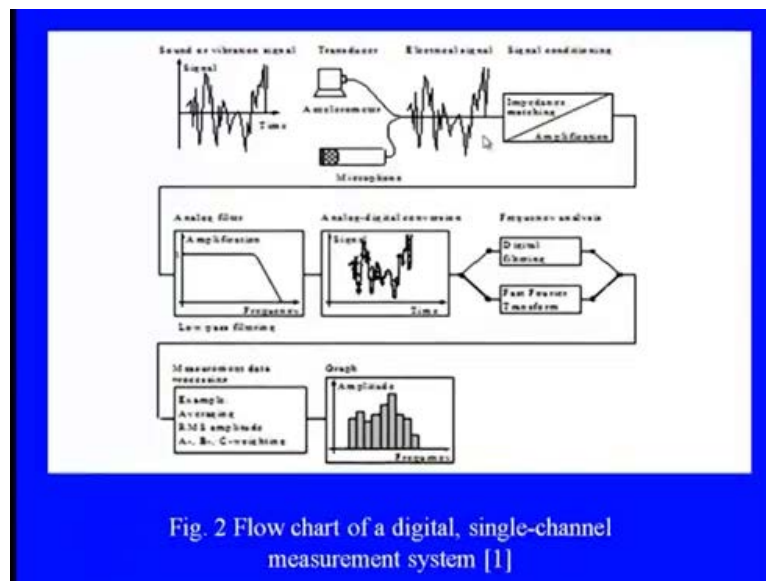 Sound or vibration signal
Transducer
Electrical signal
Signal conditioning
Signal
Time
Accelerometer
Microphone
Impedance
matching
Amplification
Analog filter
Analog-digital conversion
Frequency analysis
Amplification
1
Frequency
Low pass filtering
Signal
Time
Digital
filtering
Fast Fourier
Transform
Measurement data
processing
Graph
Example:
Averaging
RMS amplitude
A-, B-, C-weighting
Amplitude
Frequency
Fig. 2 Flow chart of a digital, single-channel
measurement system [1]